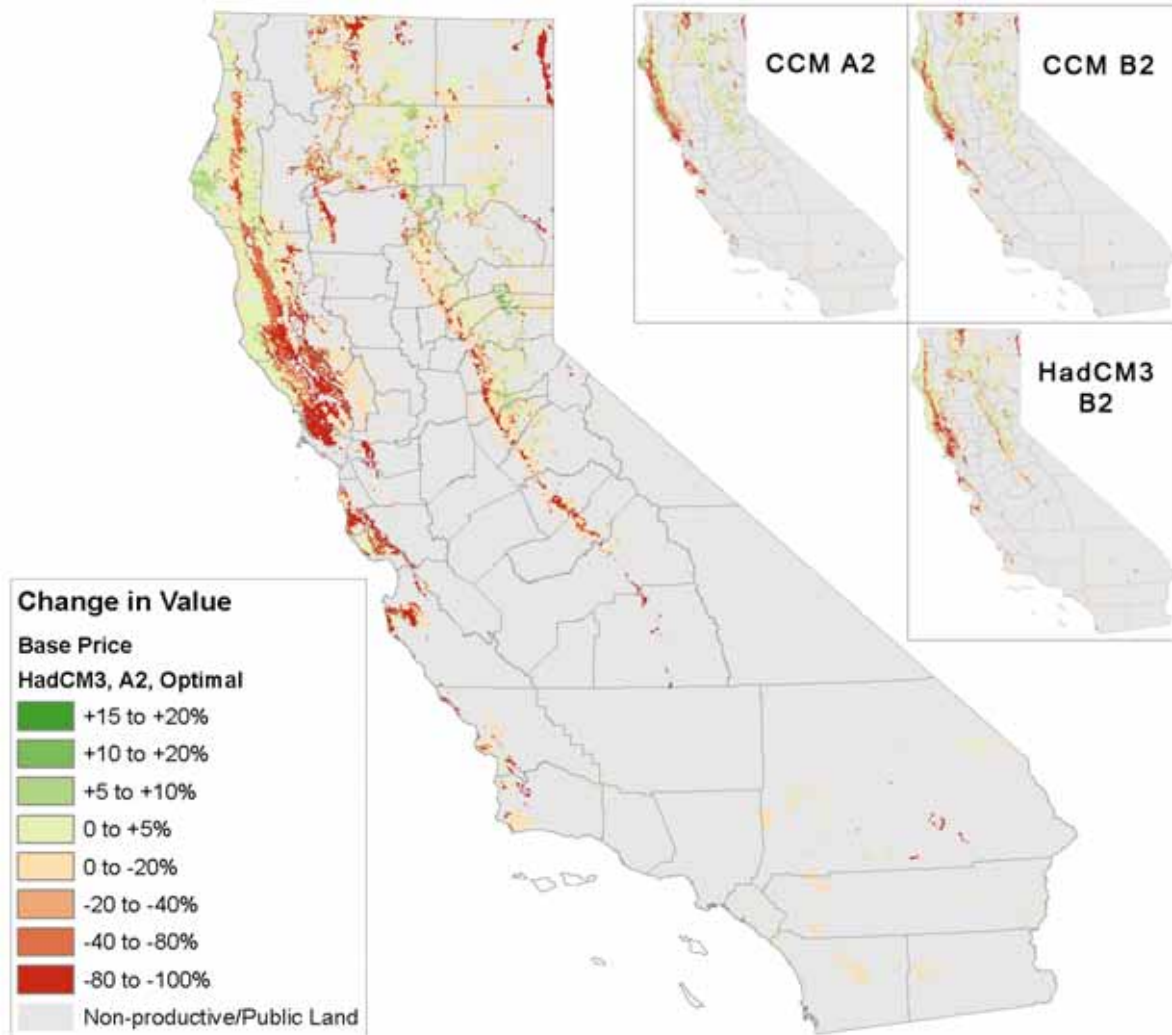 CCM A2
CCM B2
HadCM3
B2
Change in Value
Base Price
HadCM3, A2, Optimal
+15 to +20%
+10 to +20%
+5 to +10%
0 to +5%
0 to -20%
-20 to -40%
-40 to -80%
-80 to -100%
Non-productive/Public Land